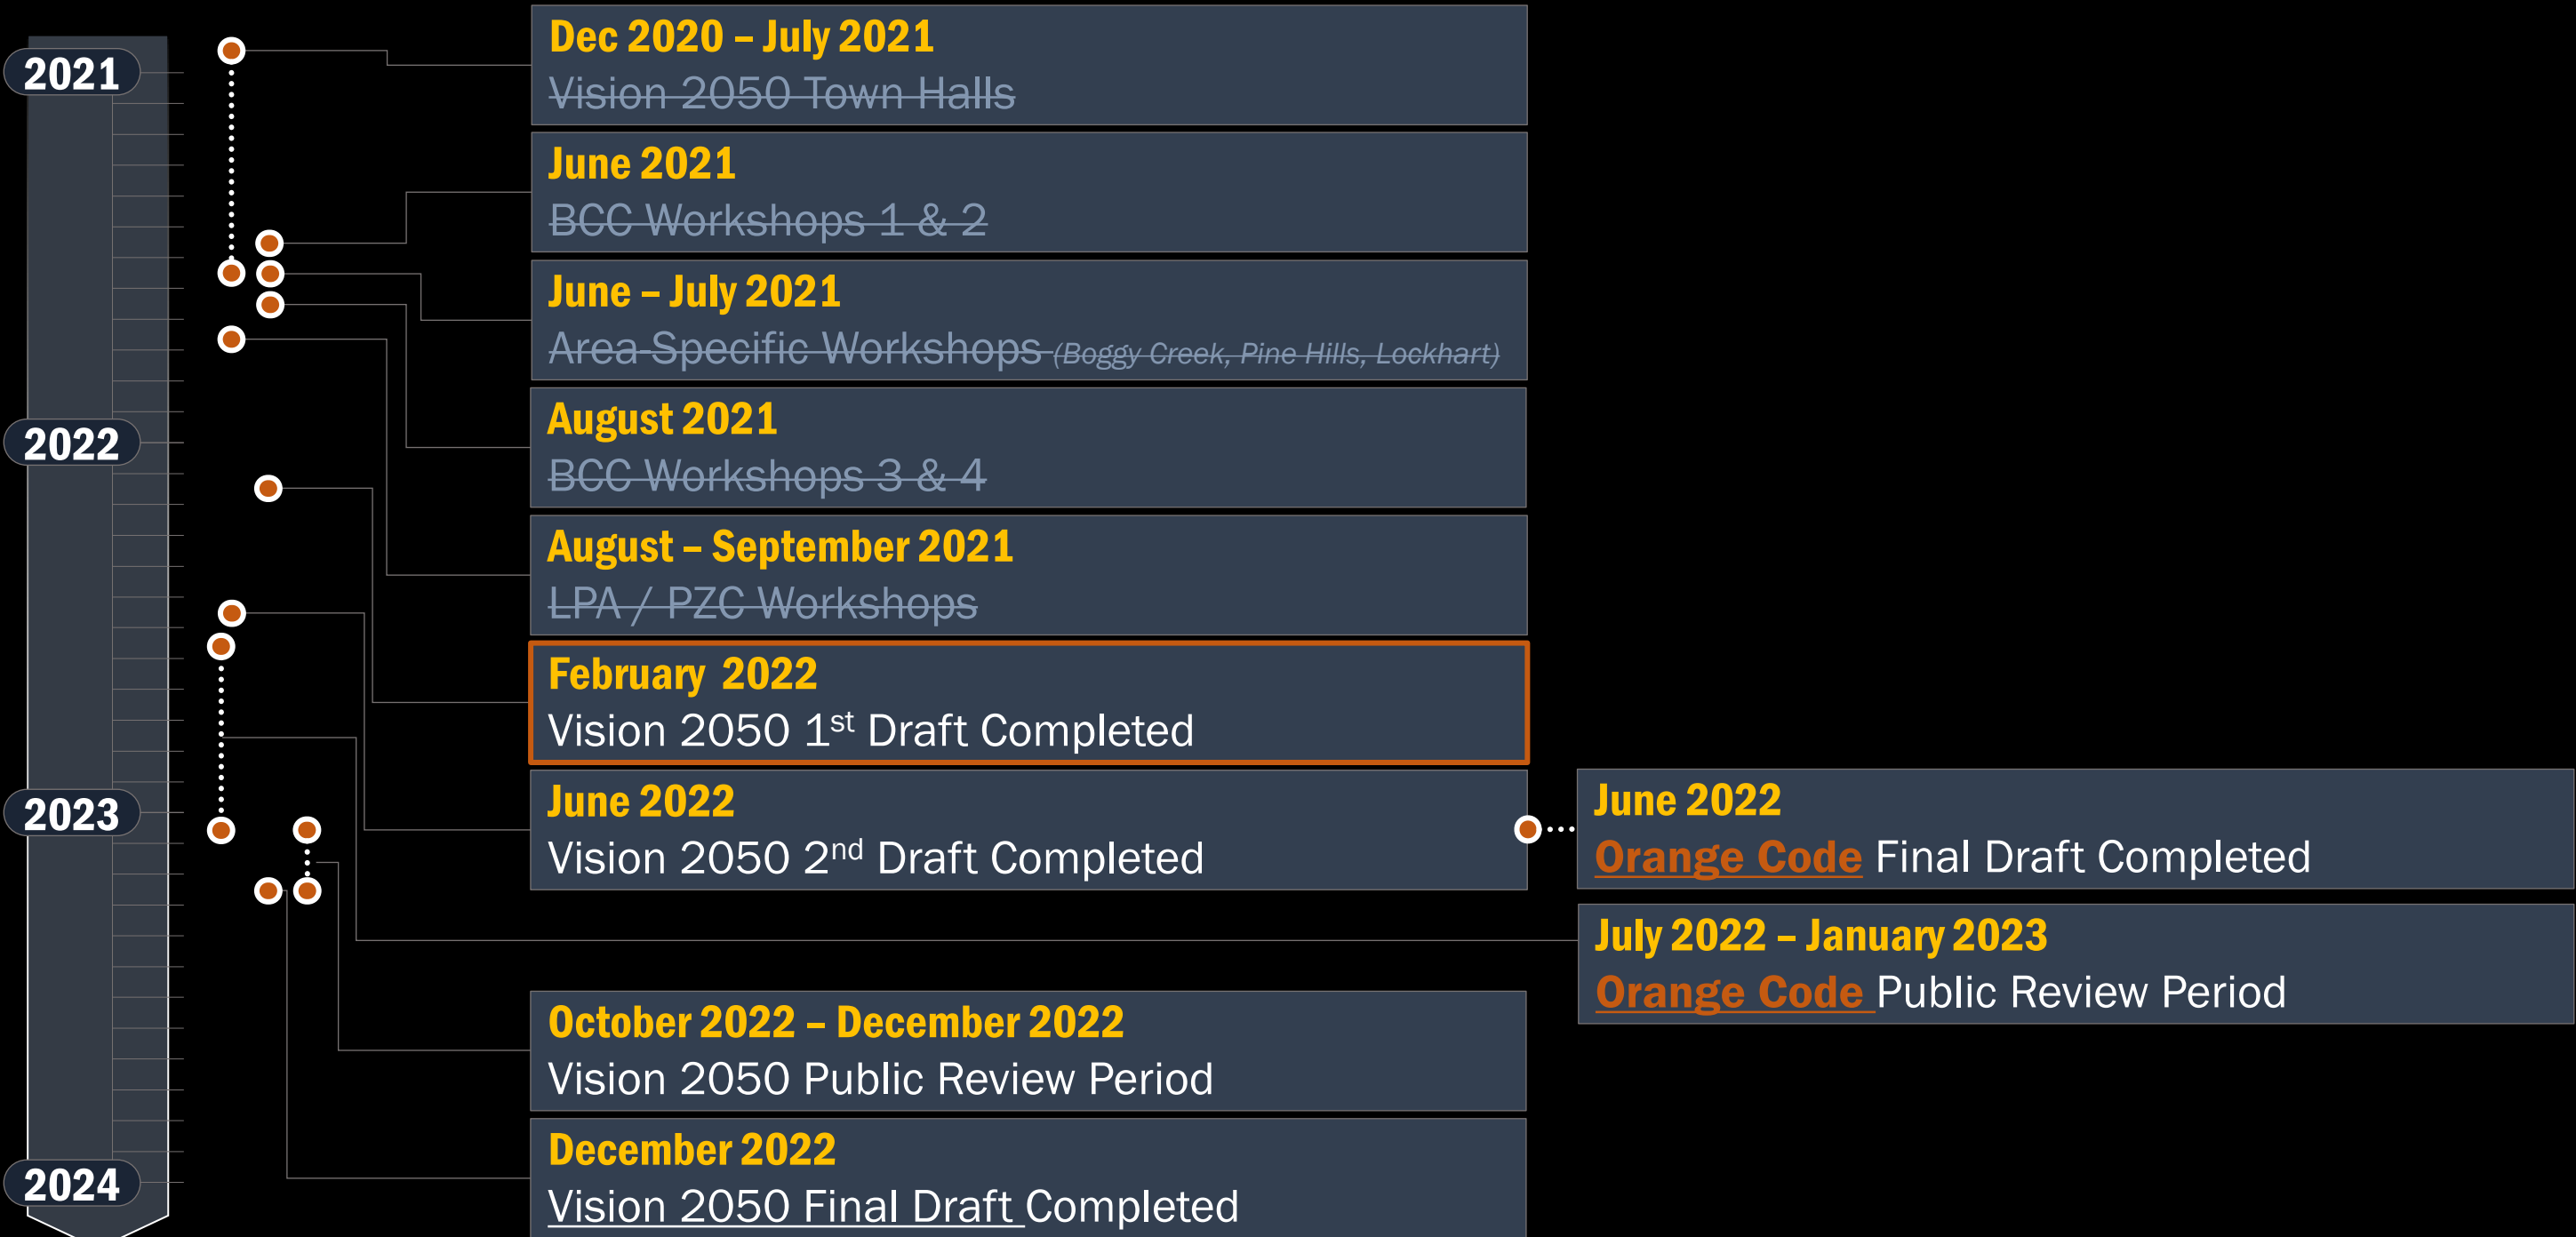 2021
2022
2023
2024
Dec 2020 – July 2021
Vision 2050 Town Halls
June 2021
BCC Workshops 1 & 2
June – July 2021
Area-Specific Workshops (Boggy Creek, Pine Hills, Lockhart)
August 2021
BCC Workshops 3 & 4
August – September 2021
LPA / PZC Workshops
February 2022
Vision 2050 1st Draft Completed
June 2022
Vision 2050 2nd Draft Completed
June 2022
Orange Code Final Draft Completed
July 2022 – January 2023
Orange Code Public Review Period
October 2022 – December 2022
Vision 2050 Public Review Period
December 2022
Vision 2050 Final Draft Completed